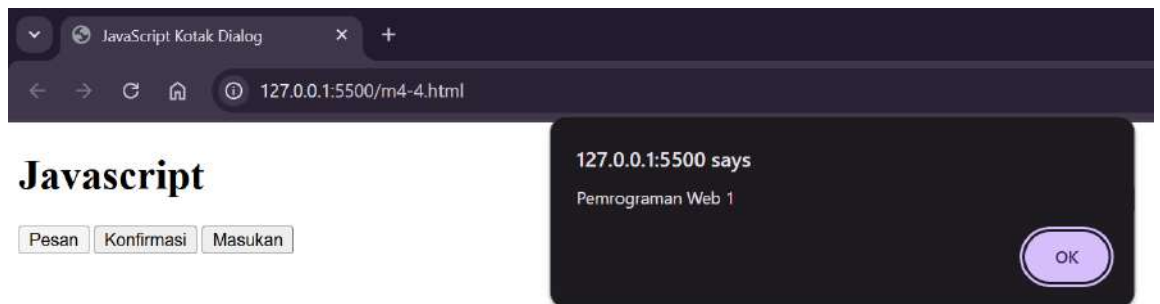 JavaScript Kotak Dialog
127.0.0.1:5500/m4-4.html
Javascript
Pesan Konfirmasi Masukan
127.0.0.1:5500 says
Pemrograman Web 1
OK